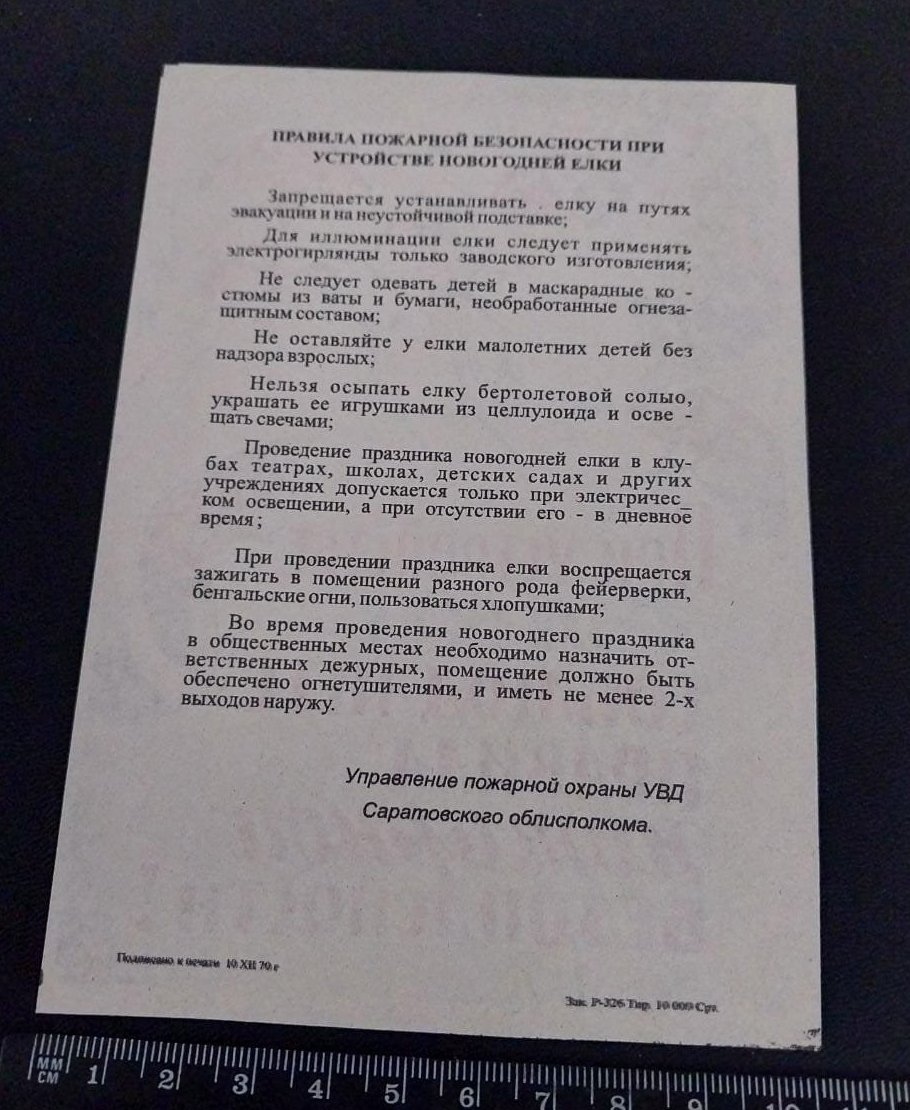 ПРАВИЛА ПОЖАРНОЙ БЕЗОПАСНОСТИ ПРИ
УСТРОЙСТВЕ НОВОГОДНЕЙ ЕЛКИ
Запрещается устанавливать . елку на путях
эвакуации и на неустойчивой подставке;
Для иллюминации елки следует применять
электрогирлянды только заводского изготовления;
Не следует одевать детей в маскарадные ко -
стюмы из ваты и бумаги, необработанные огнеза-
щитным составом;
Не оставляйте у елки малолетних детей без
надзора взрослых;
Нельзя осыпать елку бертолетовой солью,
украшать ее игрушками из целлулоида и осве -
щать свечами;
Проведение праздника новогодней елки в клу-
бах театрах, школах, детских садах и других
учреждениях допускается только при электричес_
ком освещении, а при отсутствии его - в дневное
время ;
При проведении праздника елки воспрещается
зажигать в помещении разного рода фейерверки,
бенгальские огни, пользоваться хлопушками;
Во время проведения новогоднего праздника
в общественных местах необходимо назначить от-
ветственных дежурных, помещение должно быть
обеспечено огнетушителями, и иметь не менее 2-х
выходов наружу.
Управление пожарной охраны УВД
Саратовского облисполкома.
Подписано к печати 10 XII 70 г
Зак. Р-326 Тир. 10 000 Срт.
ММ
СМ 1 2 3 4 5 6 7 8 9 10